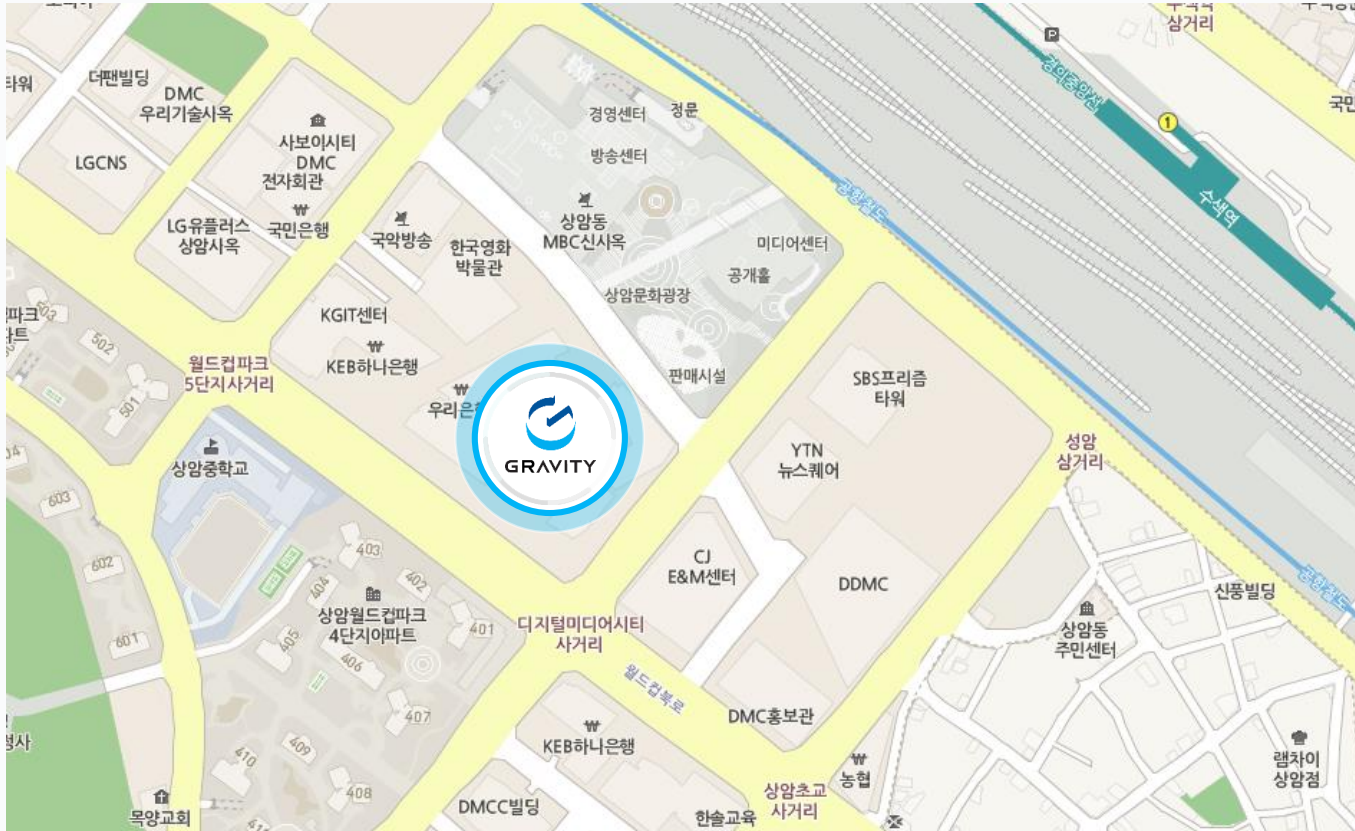 삼거리
타워
더팬빌딩
DMC
우리기술사옥
LGCNS
사보이시티
DMC
전자회관
국민은행
LG유플러스
상암사옥
국악방송
한국영화
박물관
경영센터
정문
방송센터
상암동
MBC신사옥
미디어센터
공개홀
상암문화광장
판매시설
P
경의중앙선
1
수색역
공항철도
국민
KGIT센터
KEB하나은행
우리은
GRAVITY
월드컵파크
5단지사거리
502
501
상암중학교
603
602
601
SBS프리즘
타워
YTN
뉴스퀘어
성암
삼거리
CJ
E&M센터
DDMC
403
402
404
401
405
406
407
상암월드컵파크
4단지아파트
409
410
408
디지털미디어시티
사거리
월드컵북로
DMC홍보관
KEB하나은행
DMCC빌딩
한솔교육
상암초교
사거리
농협
상암동
주민센터
신풍빌딩
공항철도
램차이
상암점
목양교회